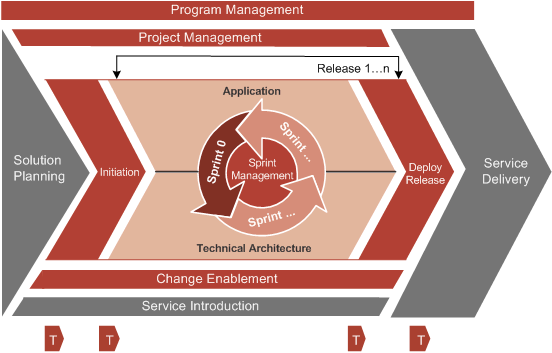 Program Management
Project Management
Release 1...n
Application
Solution
Planning
Initiation
Sprint 0
Sprint ...
Sprint
Management
Sprint ...
Deploy
Release
Service
Delivery
Technical Architecture
Change Enablement
Service Introduction
T
T
T
T